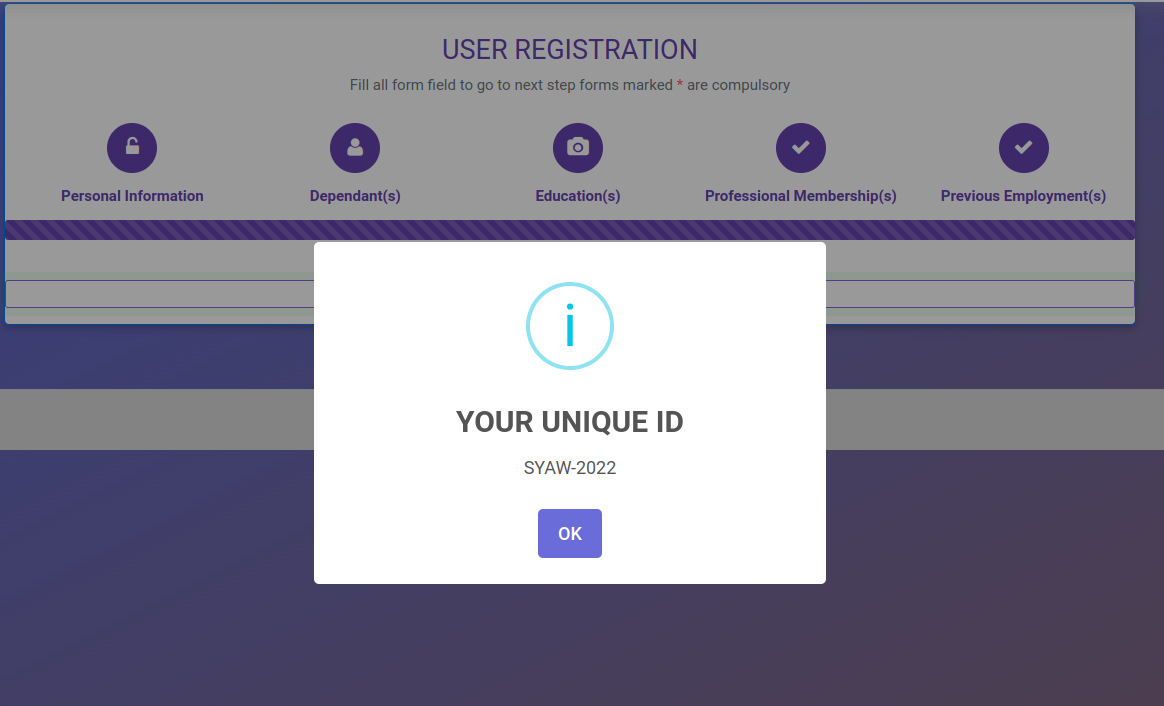 USER REGISTRATION
Fill all form field to go to next step forms marked * are compulsory
Personal Information
Dependant(s)
Education(s)
Professional Membership(s)
Previous Employment(s)
i
YOUR UNIQUE ID
SYAW-2022
OK